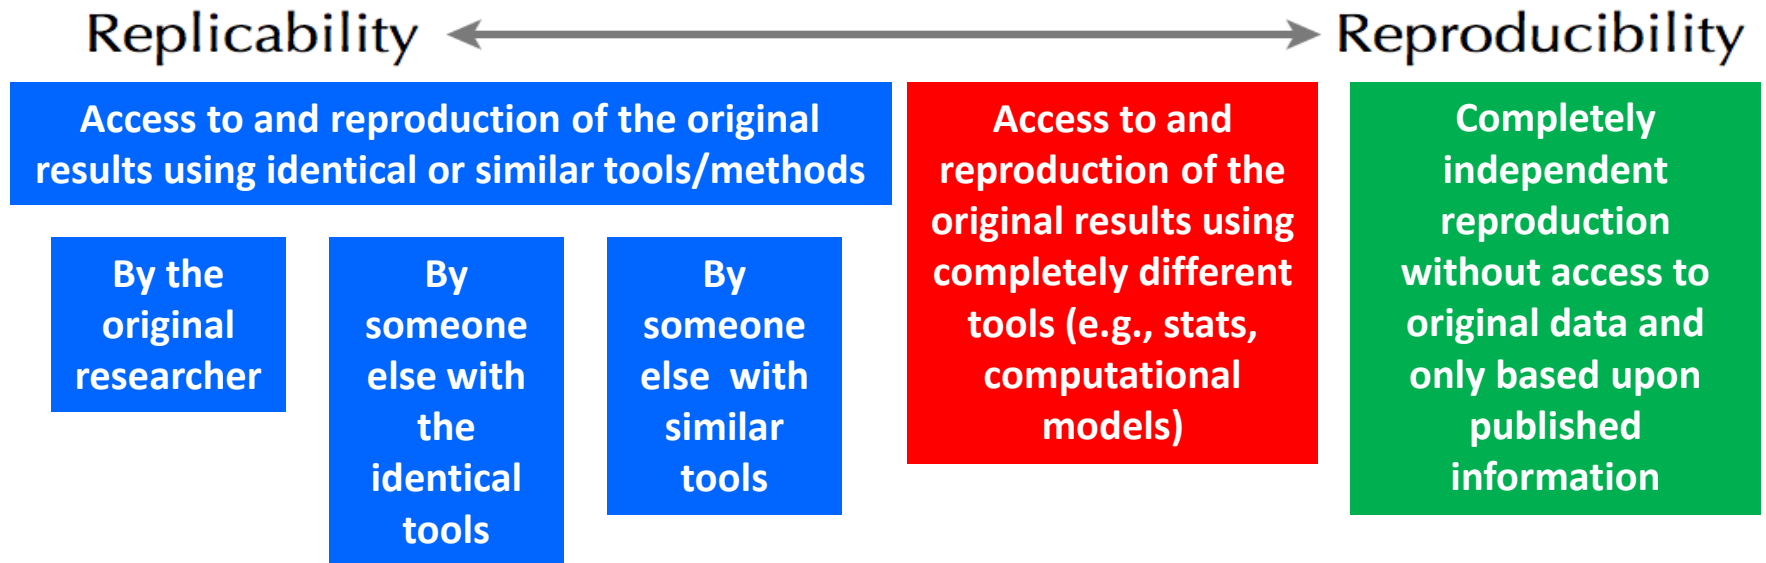 Replicability
Reproducibility
Access to and reproduction of the original
results using identical or similar tools/methods
By the
original
researcher
By
someone
else with
the
identical
tools
By
someone
else  with
similar
tools
Access to and
reproduction of the
original results using
completely different
tools (e.g., stats,
computational
models)
Completely
independent
reproduction
without access to
original data and
only based upon
published
information